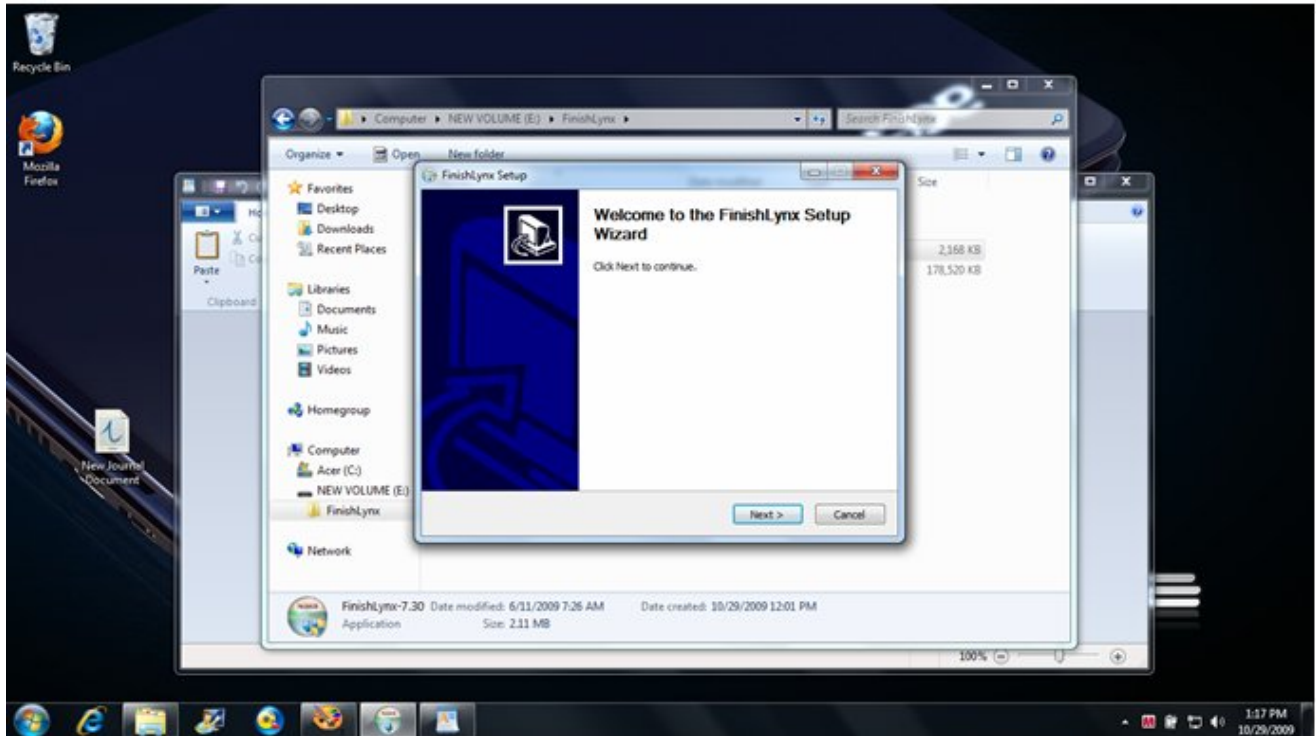 Recycle Bin
Mozilla
Firefox
New Journal
Document
Computer ▸ NEW VOLUME (E:) ▸ FinishLynx ▸
Search FinishLynx
Organize
Open
New folder
Favorites
Desktop
Downloads
Recent Places
Libraries
Documents
Music
Pictures
Videos
Homegroup
Computer
Acer (C:)
NEW VOLUME (E:)
FinishLynx
Network
Size
2,168 KB
178,520 KB
FinishLynx Setup
Welcome to the FinishLynx Setup
Wizard
Click Next to continue.
Next >
Cancel
FinishLynx-7.30 Date modified: 6/11/2009 7:26 AM Date created: 10/29/2009 12:01 PM
Application Size: 2.11 MB
Paste
Clipboard
100%
1:17 PM
10/29/2009